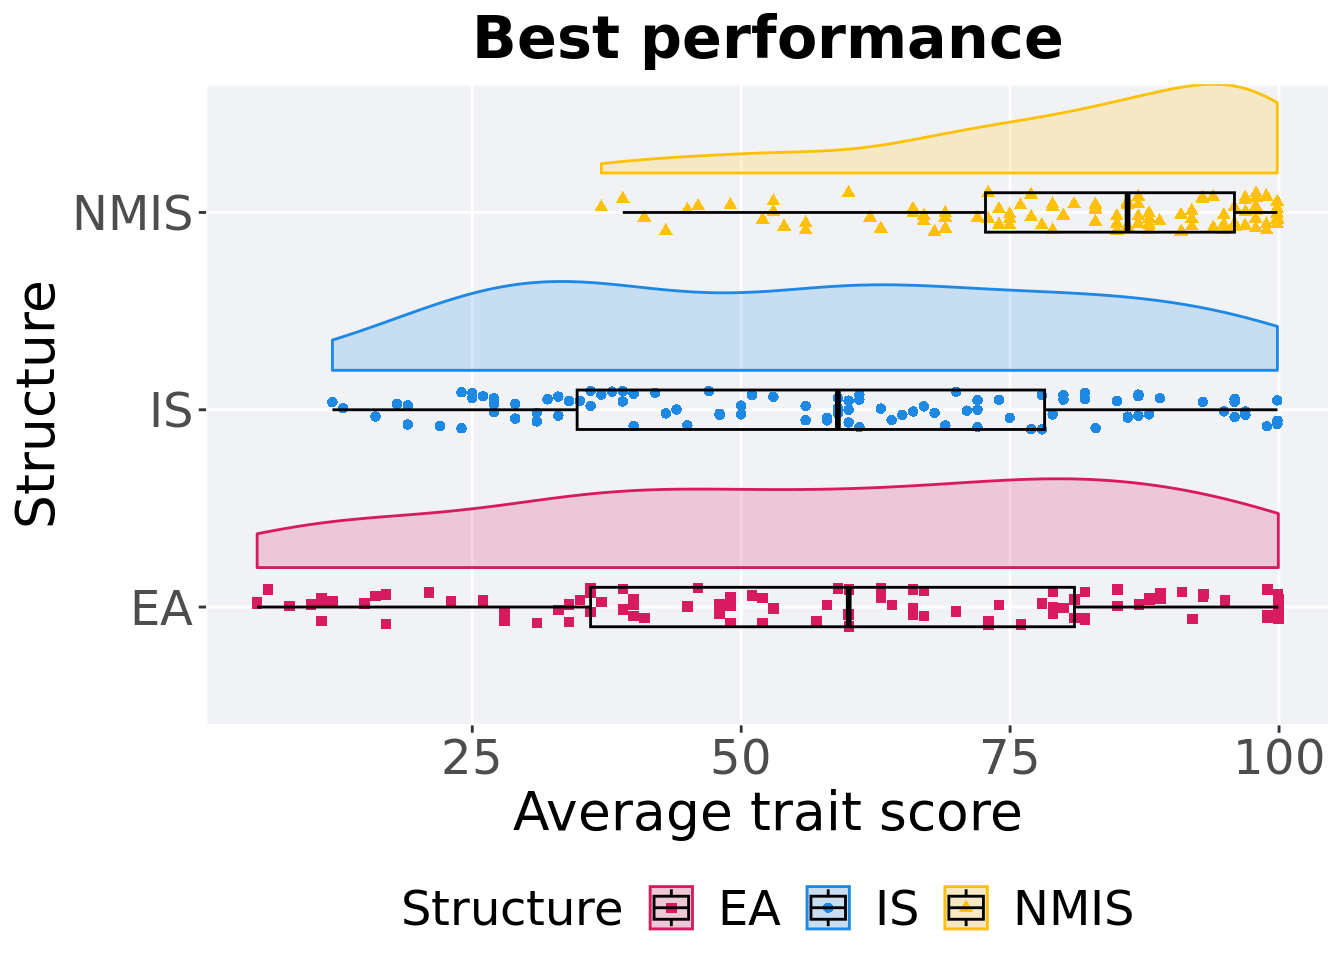 Best performance
Structure
NMIS
IS
EA
25 50 75 100
Average trait score
Structure EA IS NMIS